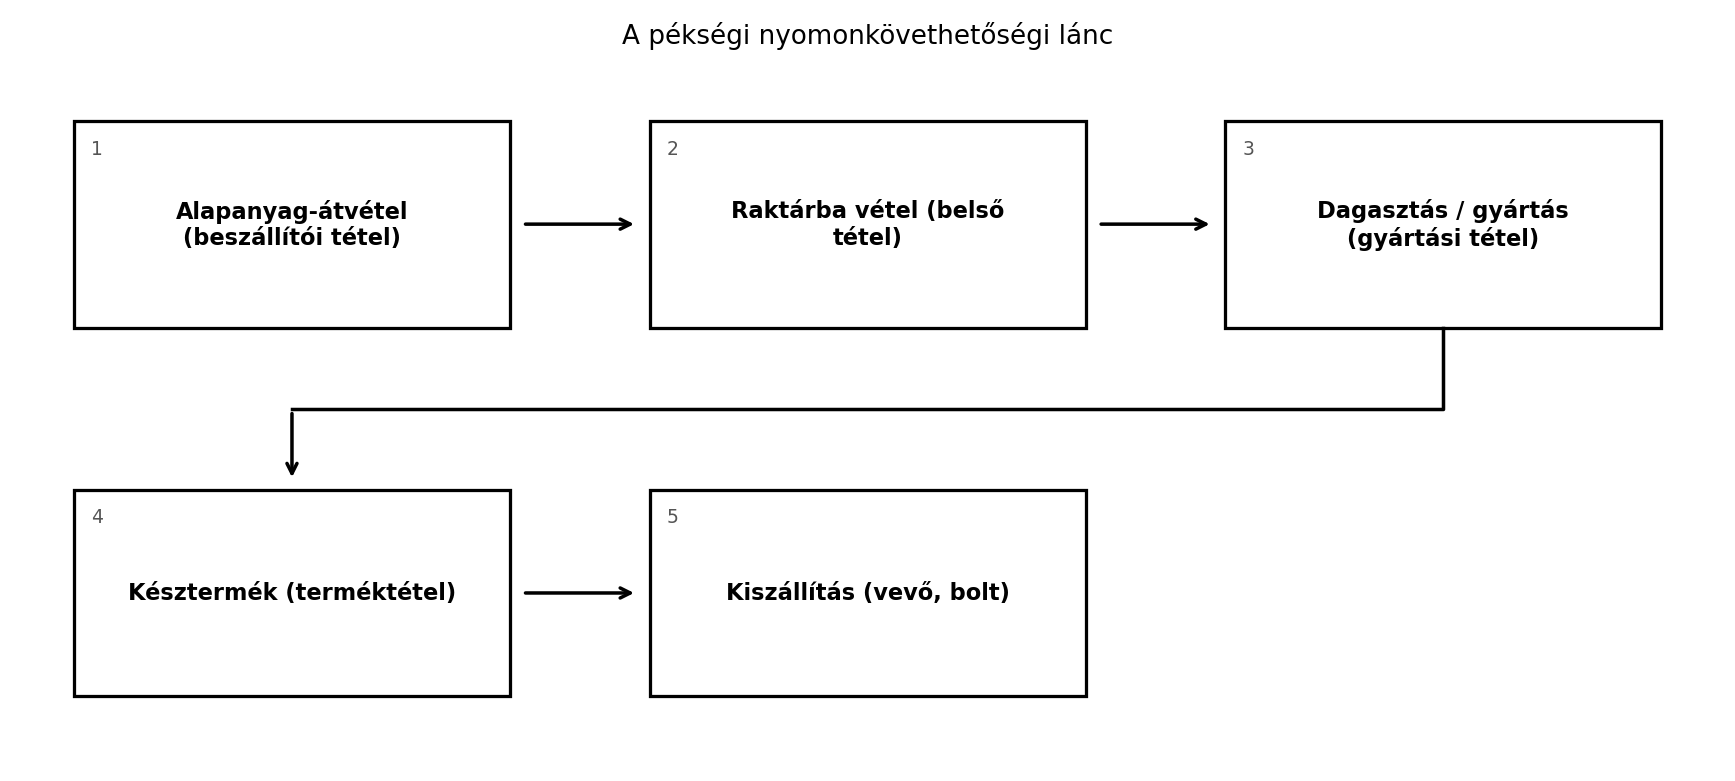 A pékségi nyomonkövethetőségi lánc
1
Alapanyag-átvétel
(beszállítói tétel)
2
Raktárba vétel (belső
tétel)
3
Dagasztás / gyártás
(gyártási tétel)
4
Késztermék (terméktétel)
5
Kiszállítás (vevő, bolt)